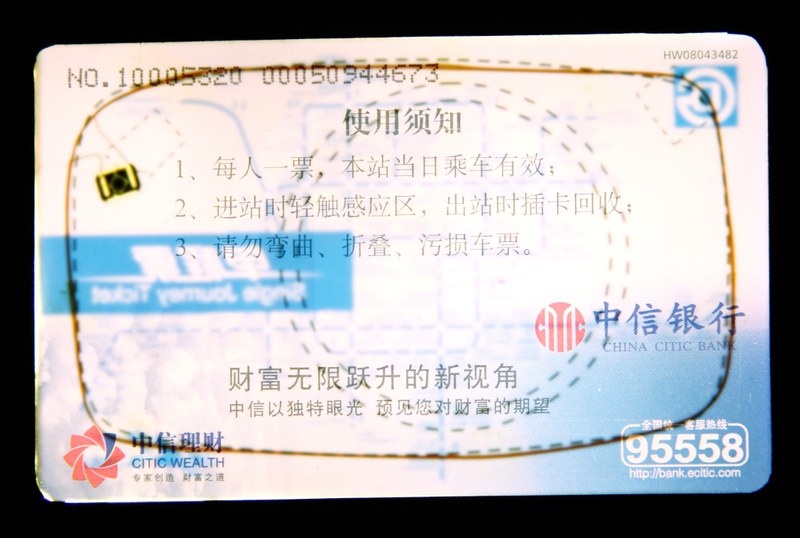 HW08043482
NO.10005320 00050944673
使用须知
1、每人一票，本站当日乘车有效；
2、进站时轻触感应区，出站时插卡回收；
3、请勿弯曲、折叠、污损车票。
单程票
Single Journey Ticket
中信银行
CHINA CITIC BANK
财富无限跃升的新视角
中信以独特眼光 预见您对财富的期望
中信理财
CITIC WEALTH
专家创造 财富之道
全国统一客服热线
95558
http://bank.ecitic.com